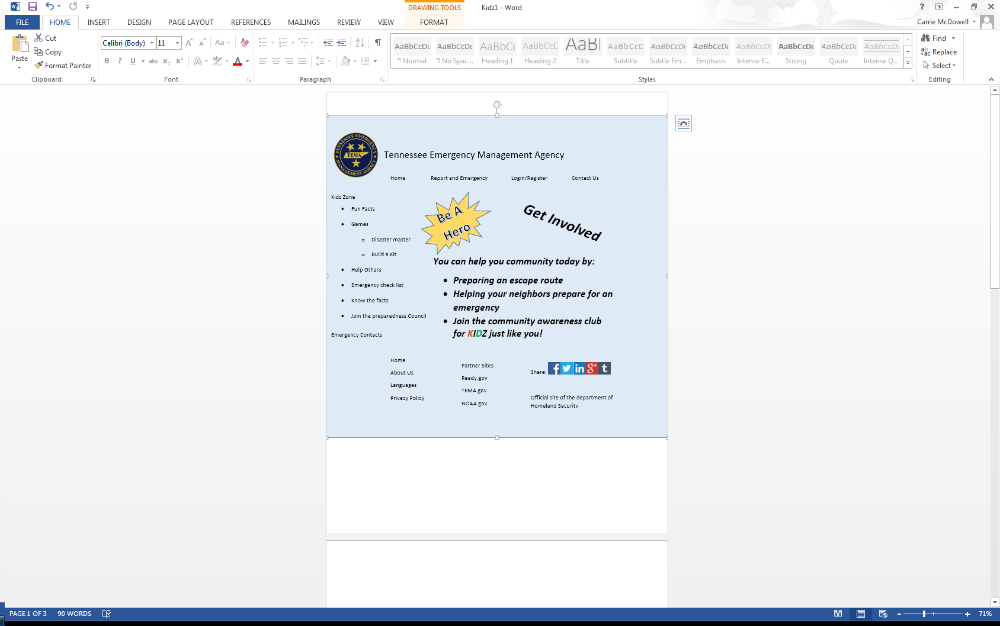 DRAWING TOOLS
Kidz1 - Word
?
FILE HOME INSERT DESIGN PAGE LAYOUT REFERENCES MAILINGS REVIEW VIEW FORMAT
Carrie McDowell
Paste
Cut
Copy
Format Painter
Clipboard
Calibri (Body) 11
Font
Paragraph
AaBbCcDc AaBbCcDc AaBbCc AaBbCcD AaBl AaBbCcD AaBbCcDc AaBbCcDc AaBbCcDc AaBbCcDc AaBbCcDc AaBbCcDc
¶ Normal ¶ No Spac... Heading 1 Heading 2 Title Subtitle Subtle Em... Emphasis Intense E... Strong Quote Intense Q...
Styles
Find
Replace
Select
Editing
TENNESSEE EMERGENCY
TEMA
MANAGEMENT AGENCY
Tennessee Emergency Management Agency
Home Report and Emergency Login/Register Contact Us
Kidz Zone
• Fun Facts
• Games
o Disaster master
o Build a Kit
• Help Others
• Emergency check list
• Know the facts
• Join the preparedness Council
Emergency Contacts
Be A
Hero
Get Involved
You can help you community today by:
• Preparing an escape route
• Helping your neighbors prepare for an
emergency
• Join the community awareness club
for KIDZ just like you!
Home
About Us
Languages
Privacy Policy
Partner Sites
Ready.gov
TEMA.gov
NOAA.gov
Share: f in g+ t
Official site of the department of
Homeland Security
PAGE 1 OF 3 90 WORDS
71%